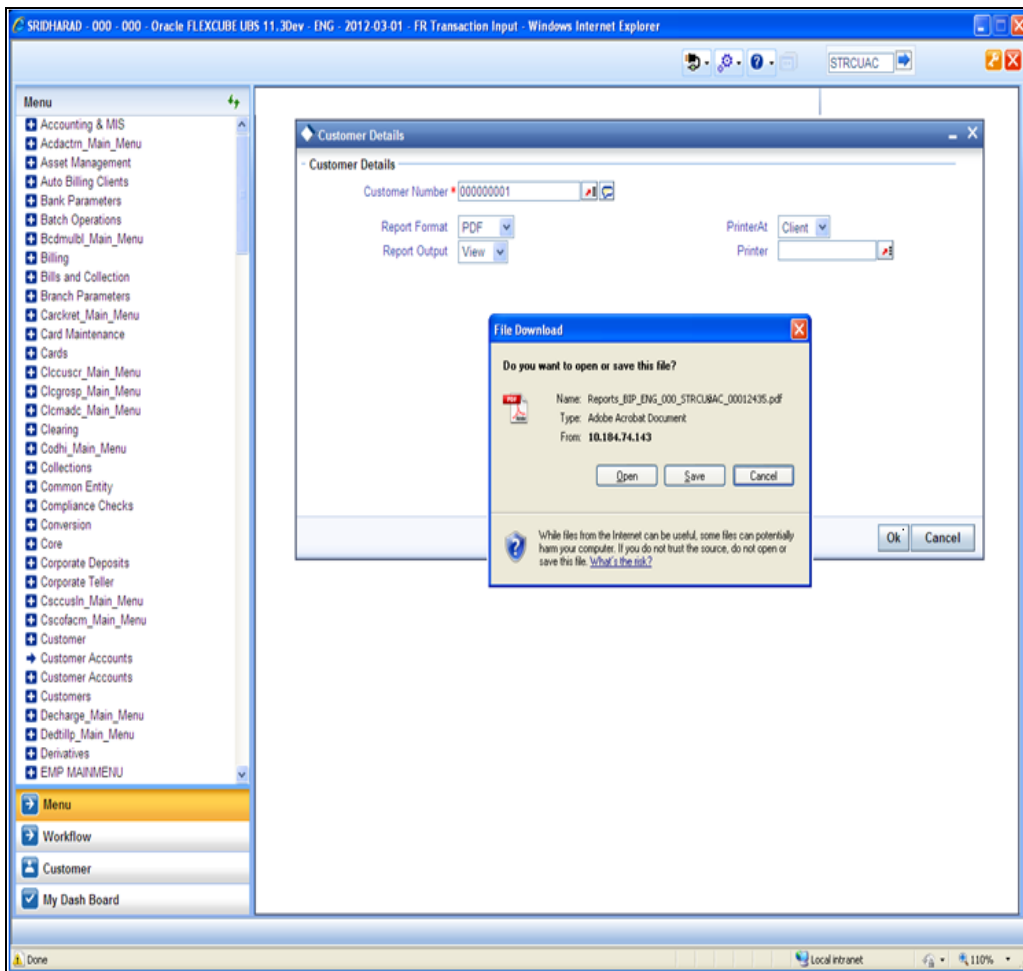 SRIDHARAD - 000 - 000 - Oracle FLEXCUBE UBS 11.3Dev - ENG - 2012-03-01 - FR Transaction Input - Windows Internet Explorer
STRCUAC
Menu
Accounting & MIS
Acdactm_Main_Menu
Asset Management
Auto Billing Clients
Bank Parameters
Batch Operations
Bcdmulbl_Main_Menu
Billing
Bills and Collection
Branch Parameters
Carckret_Main_Menu
Card Maintenance
Cards
Clccuscr_Main_Menu
Clcgrosp_Main_Menu
Clcmadc_Main_Menu
Clearing
Codhi_Main_Menu
Collections
Common Entity
Compliance Checks
Conversion
Core
Corporate Deposits
Corporate Teller
Csccusln_Main_Menu
Cscofacm_Main_Menu
Customer
Customer Accounts
Customer Accounts
Customers
Decharge_Main_Menu
Dedtillp_Main_Menu
Derivatives
EMP MAINMENU
Menu
Workflow
Customer
My Dash Board
Customer Details
Customer Details
Customer Number * 000000001
Report Format PDF
PrinterAt Client
Report Output View
Printer
File Download
Do you want to open or save this file?
Name: Reports_BIP_ENG_000_STRCUBAC_00012435.pdf
Type: Adobe Acrobat Document
From: 10.184.74.143
Open Save Cancel
While files from the Internet can be useful, some files can potentially
harm your computer. If you do not trust the source, do not open or
save this file. What's the risk?
Ok Cancel
Done
Local intranet
110%